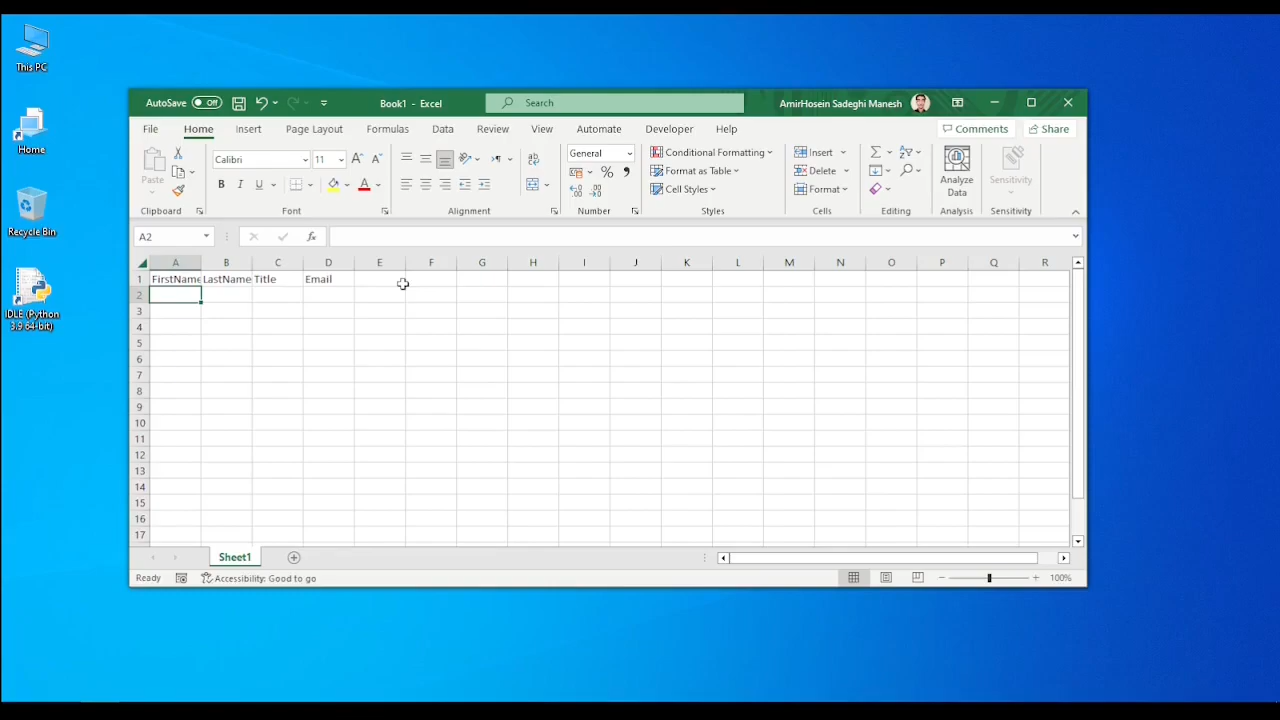 This PC
Home
Recycle Bin
IDLE (Python
3.9 64-bit)
AutoSave Off
Book1 - Excel
Search
AmirHosein Sadeghi Manesh
File Home Insert Page Layout Formulas Data Review View Automate Developer Help
Comments Share
Paste
Clipboard
Calibri 11
B I U A
Font
Alignment
General
% 9
Number
Conditional Formatting
Format as Table
Cell Styles
Styles
Insert
Delete
Format
Cells
Editing
Analyze
Data
Analysis
Sensitivity
Sensitivity
A2 fx
A B C D E F G H I J K L M N O P Q R
1 FirstName LastName Title Email
2
3
4
5
6
7
8
9
10
11
12
13
14
15
16
17
Sheet1
Ready Accessibility: Good to go 100%